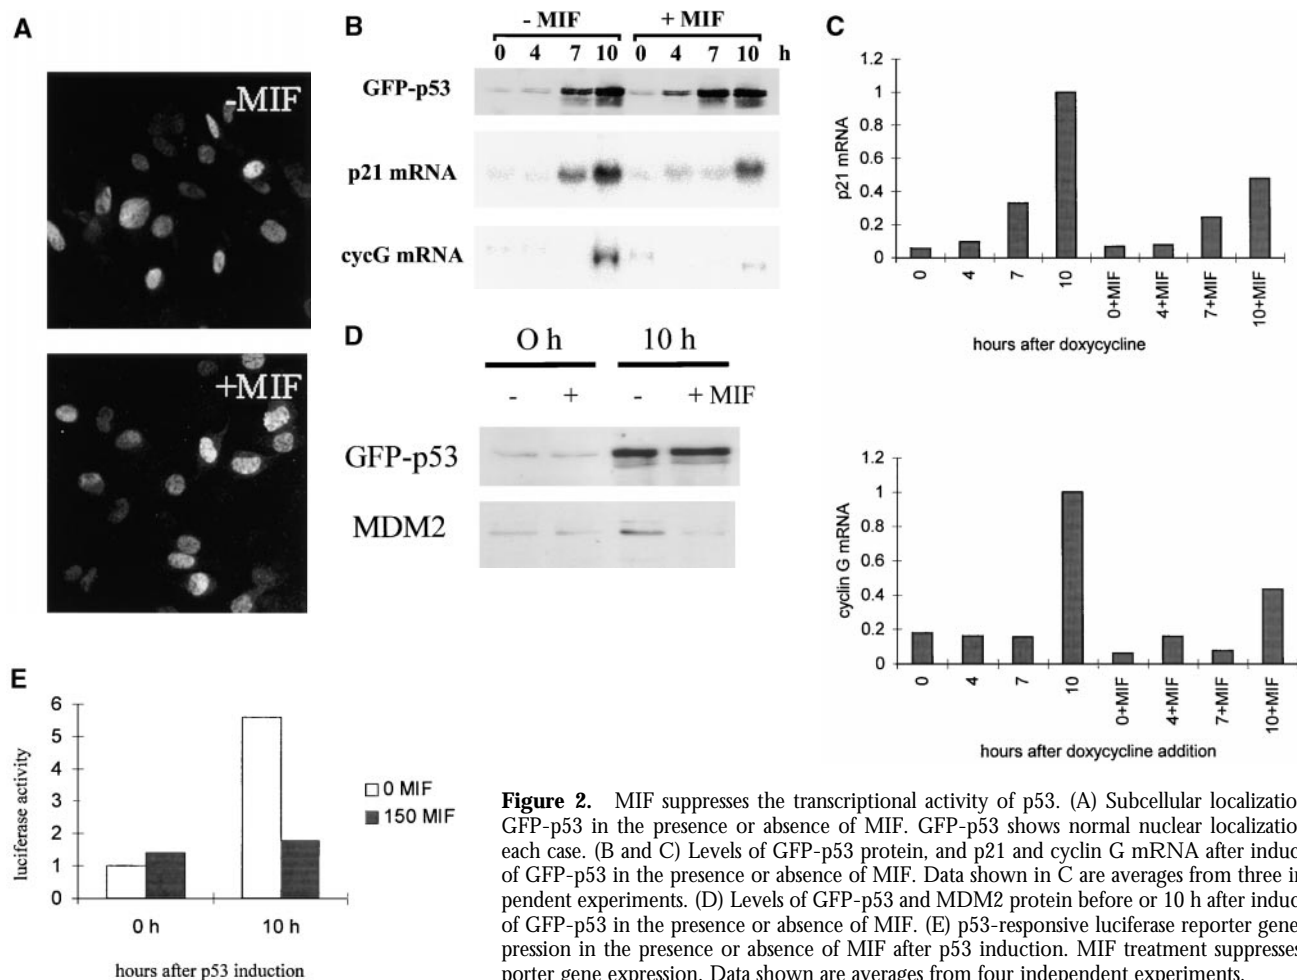 A
-MIF
+MIF
B
- MIF + MIF
0 4 7 10 0 4 7 10 h
GFP-p53
p21 mRNA
cycG mRNA
C
1.2
1
0.8
0.6
0.4
0.2
0
p21 mRNA
0 4 7 10 0+MIF 4+MIF 7+MIF 10+MIF
hours after doxycycline
1.2
1
0.8
0.6
0.4
0.2
0
cyclin G mRNA
0 4 7 10 0+MIF 4+MIF 7+MIF 10+MIF
hours after doxycycline addition
D
O h 10 h
- + - + MIF
GFP-p53
MDM2
E
6
5
4
3
2
1
0
luciferase activity
0 h 10 h
hours after p53 induction
0 MIF
150 MIF
Figure 2. MIF suppresses the transcriptional activity of p53. (A) Subcellular localizatio
GFP-p53 in the presence or absence of MIF. GFP-p53 shows normal nuclear localizatio
each case. (B and C) Levels of GFP-p53 protein, and p21 and cyclin G mRNA after induc
of GFP-p53 in the presence or absence of MIF. Data shown in C are averages from three in
pendent experiments. (D) Levels of GFP-p53 and MDM2 protein before or 10 h after induc
of GFP-p53 in the presence or absence of MIF. (E) p53-responsive luciferase reporter gene
pression in the presence or absence of MIF after p53 induction. MIF treatment suppresses
porter gene expression. Data shown are averages from four independent experiments.